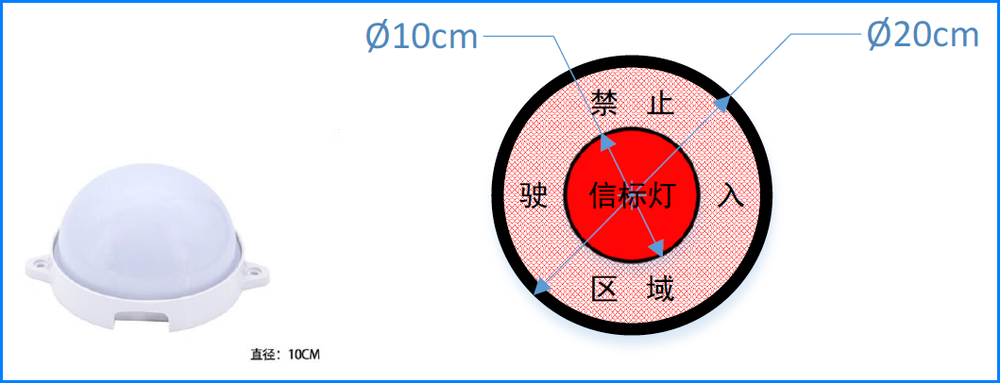 Ø10cm
Ø20cm
禁 止
驶 信标灯 入
区 域
直径：10CM